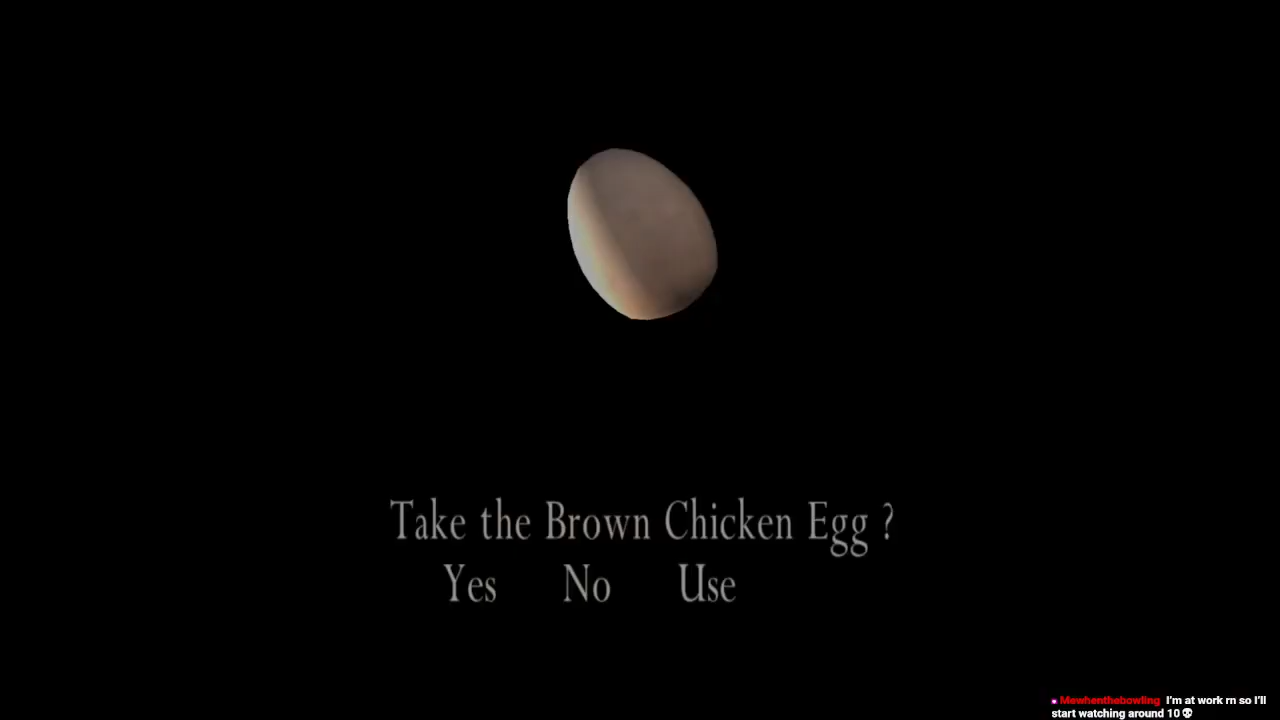 Take the Brown Chicken Egg ?
Yes No Use
Mewhenthebowling I'm at work rn so I'll
start watching around 10💀